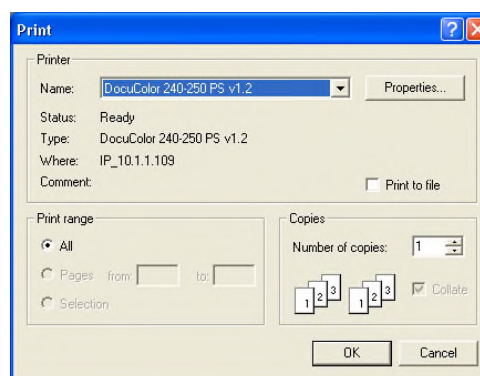 Print
Printer
Name: DocuColor 240-250 PS v1.2 Properties...
Status: Ready
Type: DocuColor 240-250 PS v1.2
Where: IP_10.1.1.109
Comment: Print to file
Print range
All
Pages from: to:
Selection
Copies
Number of copies: 1
1 2 3 1 2 3 Collate
OK Cancel